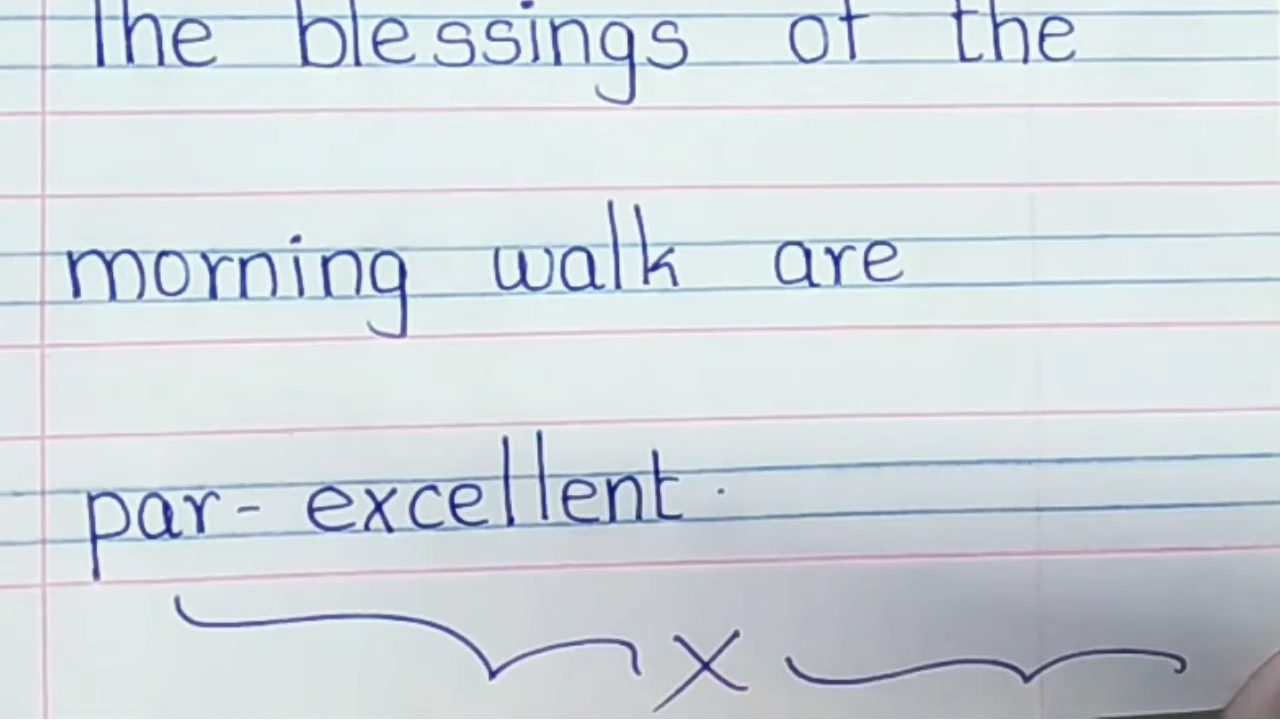 The blessings of the
morning walk are
par-excellent.